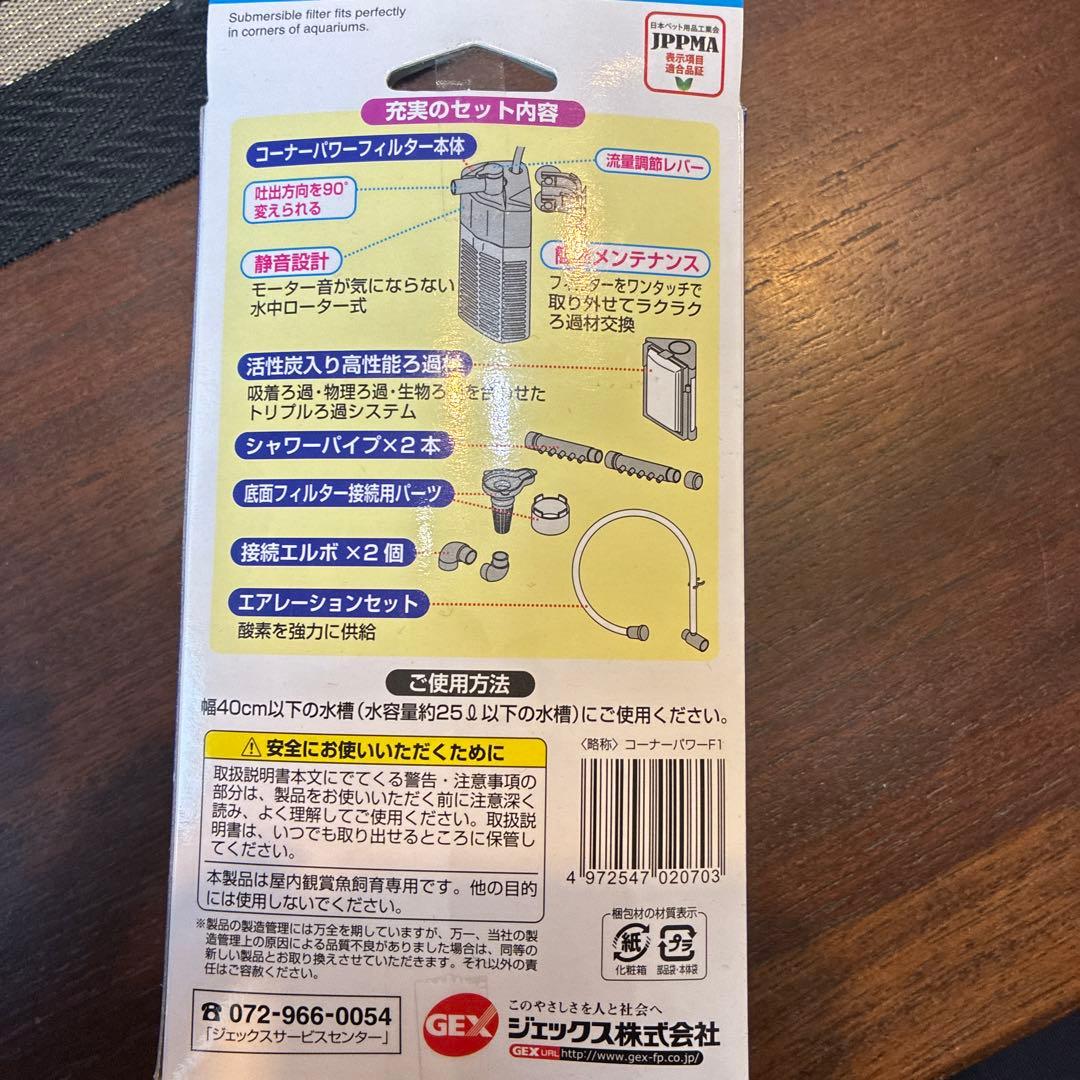 Submersible filter fits perfectly
in corners of aquariums.
日本ペット用品工業会
JPPMA
表示項目
適合品証
充実のセット内容
コーナーパワーフィルター本体
流量調節レバー
吐出方向を90°
変えられる
静音設計
モーター音が気にならない
水中ローター式
メンテナンス
フィルターをワンタッチで
取り外せてラクラク
ろ過材交換
活性炭入り高性能ろ過材
吸着ろ過・物理ろ過・生物ろ過を合わせた
トリプルろ過システム
シャワーパイプ×2本
底面フィルター接続用パーツ
接続エルボ×2個
エアレーションセット
酸素を強力に供給
ご使用方法
幅40cm以下の水槽(水容量約25ℓ以下の水槽)にご使用ください。
⚠安全にお使いいただくために
取扱説明書本文にでてくる警告・注意事項の
部分は、製品をお使いいただく前に注意深く
読み、よく理解してご使用ください。取扱説
明書は、いつでも取り出せるところに保管し
てください。
本製品は屋内観賞魚飼育専用です。他の目的
には使用しないでください。
〈略称〉コーナーパワーF1
4 972547 020703
※製品の製造管理には万全を期していますが、万一、当社の製
造管理上の原因による品質不良がありました場合は、同等の
新しい製品とお取り換えさせていただきます。それ以外の責
任はご容赦ください。
梱包材の材質表示
紙
プラ
化粧箱
部品袋・本体袋
☎072-966-0054
「ジェックスサービスセンター」
GEX
このやさしさを人と社会へ
ジェックス株式会社
GEX URL http://www.gex-fp.co.jp/